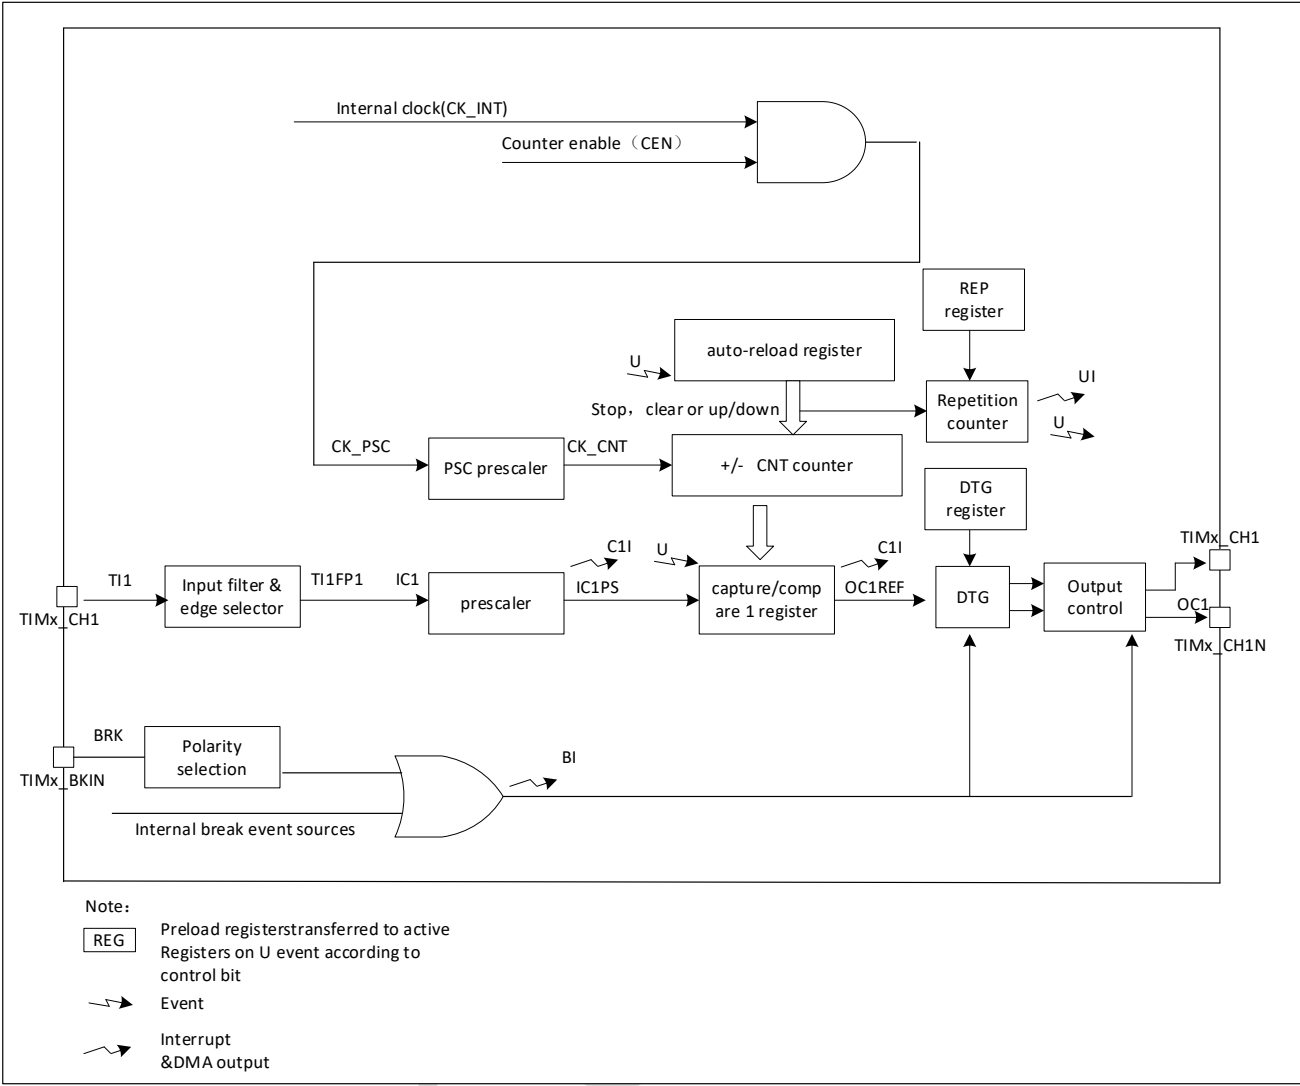 Internal clock(CK_INT)
Counter enable（CEN）
REP
register
auto-reload register
U
UI
Stop，clear or up/down
Repetition
counter
U
CK_PSC
CK_CNT
PSC prescaler
+/- CNT counter
DTG
register
TIMx_CH1
C1I
U
C1I
TI1
Input filter &
edge selector
TI1FP1
IC1
prescaler
IC1PS
capture/comp
are 1 register
OC1REF
DTG
Output
control
OC1
TIMx_CH1
TIMx_CH1N
BRK
Polarity
selection
TIMx_BKIN
BI
Internal break event sources
Note：
REG
Preload registerstransferred to active
Registers on U event according to
control bit
Event
Interrupt
&DMA output